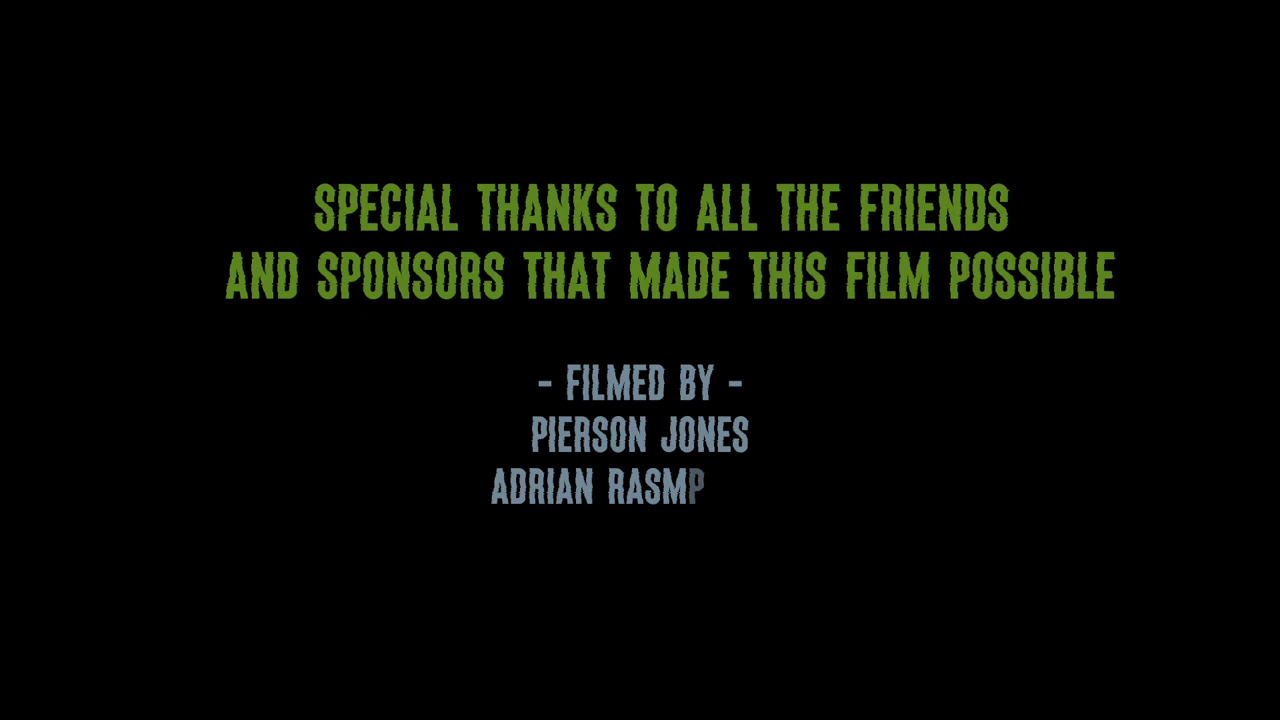 SPECIAL THANKS TO ALL THE FRIENDS
AND SPONSORS THAT MADE THIS FILM POSSIBLE
- FILMED BY -
PIERSON JONES
ADRIAN RASMP